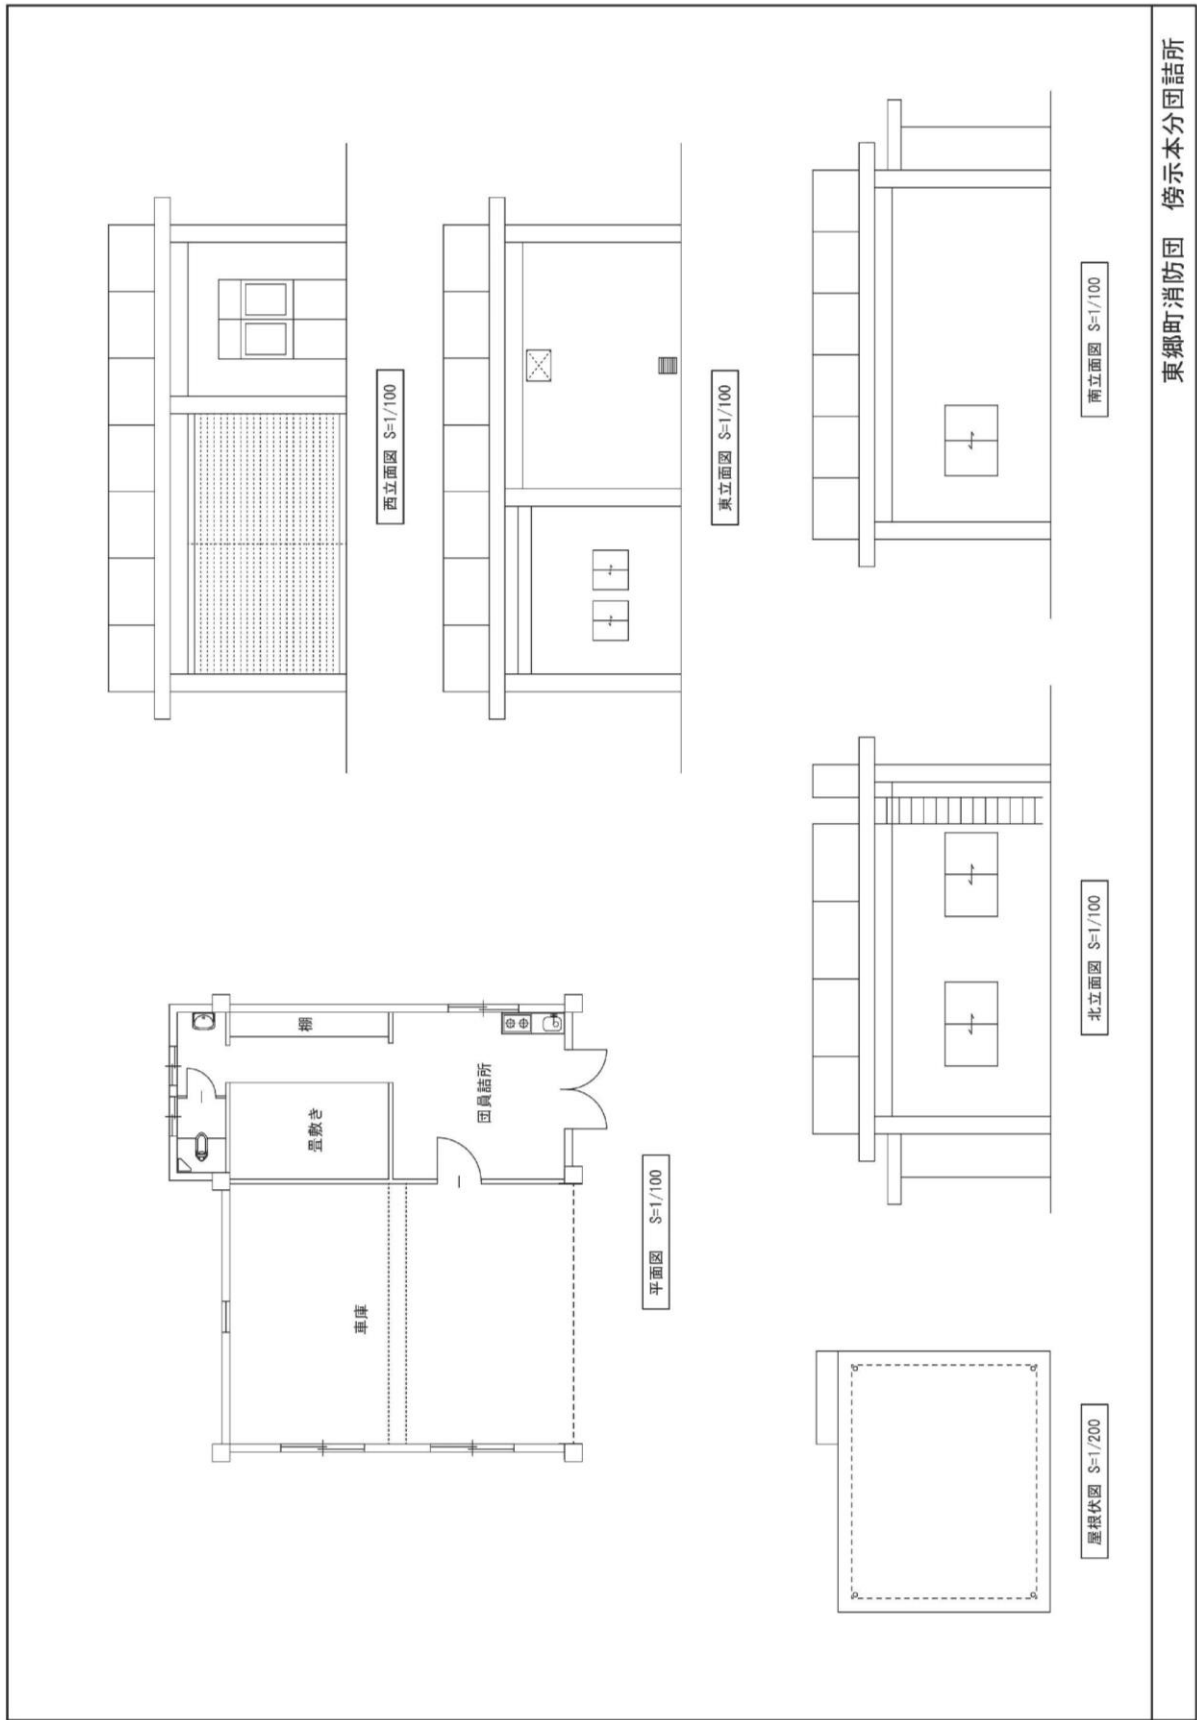 棚
畳敷き
団員詰所
車庫
平面図 S=1/100
西立面図 S=1/100
東立面図 S=1/100
屋根伏図 S=1/200
北立面図 S=1/100
南立面図 S=1/100
東郷町消防団 傍示本分団詰所